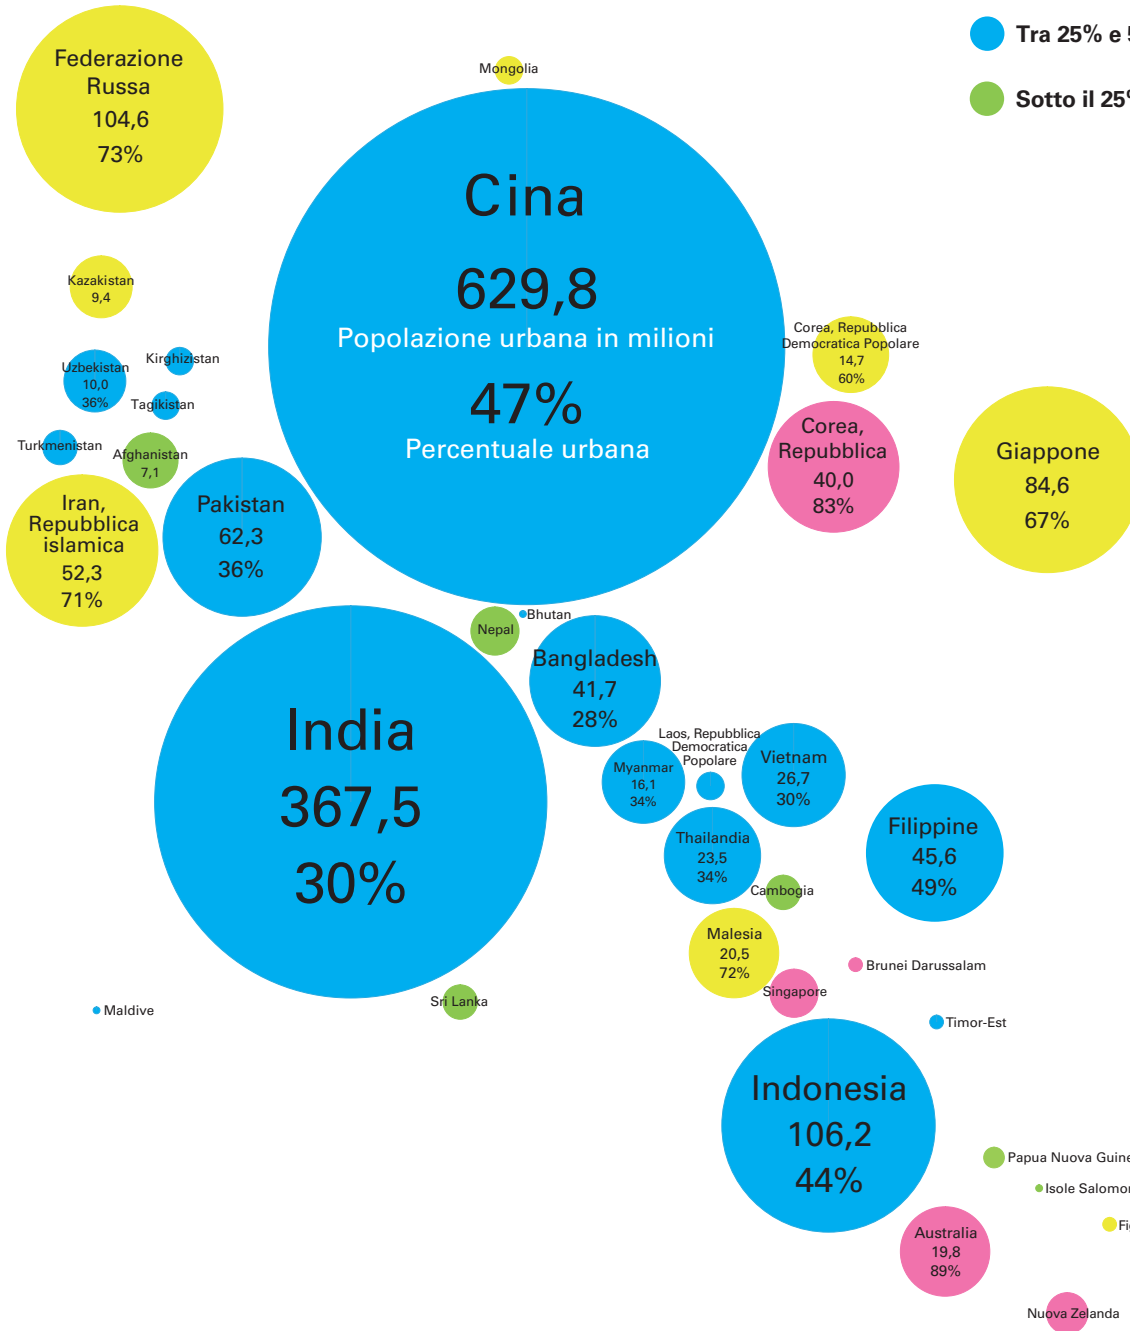 Tra 25% e
Sotto il 25%
Federazione
Russa
104,6
73%
Mongolia
Cina
629,8
Popolazione urbana in milioni
47%
Percentuale urbana
Kazakistan
9,4
Uzbekistan
10,0
36%
Kirghizistan
Tagikistan
Turkmenistan
Afghanistan
7,1
Corea, Repubblica
Democratica Popolare
14,7
60%
Corea,
Repubblica
40,0
83%
Giappone
84,6
67%
Iran,
Repubblica
islamica
52,3
71%
Pakistan
62,3
36%
Nepal
Bhutan
Bangladesh
41,7
28%
India
367,5
30%
Laos, Repubblica
Democratica
Popolare
Myanmar
16,1
34%
Vietnam
26,7
30%
Thailandia
23,5
34%
Filippine
45,6
49%
Cambogia
Malesia
20,5
72%
Brunei Darussalam
Singapore
Maldive
Sri Lanka
Timor-Est
Indonesia
106,2
44%
Papua Nuova Guine
Isole Salomon
Australia
19,8
89%
Nuova Zelanda